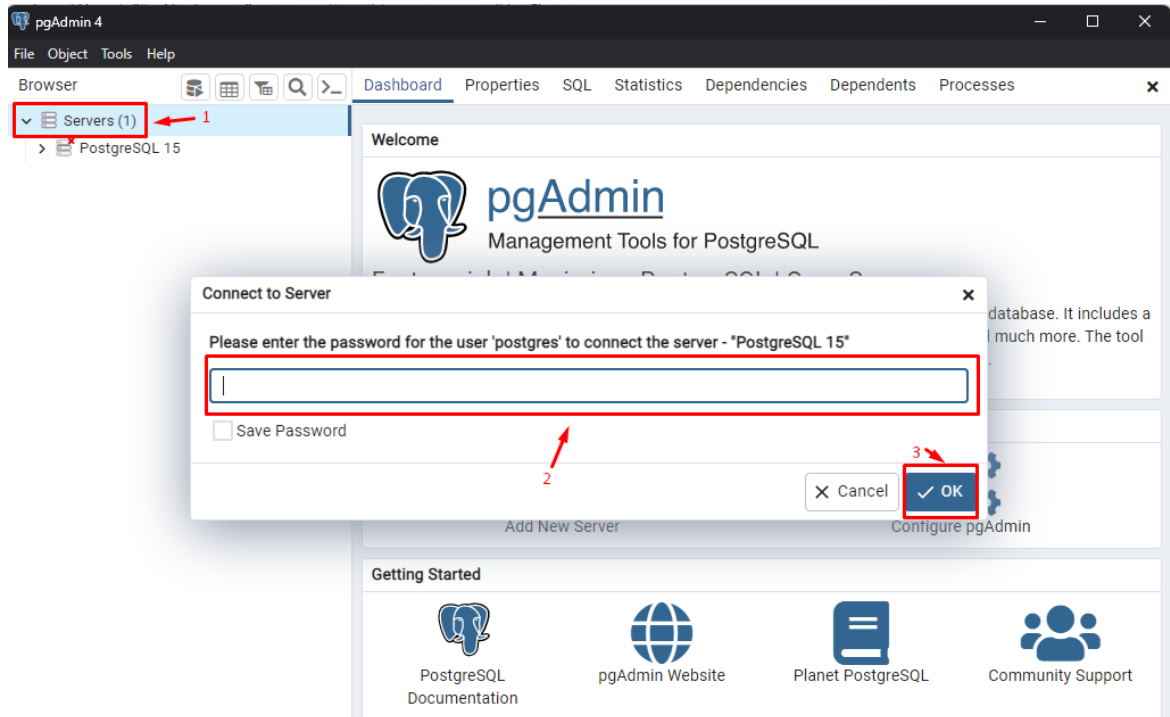 pgAdmin 4
File Object Tools Help
Browser
Dashboard Properties SQL Statistics Dependencies Dependents Processes
Servers (1)
1
PostgreSQL 15
Welcome
pgAdmin
Management Tools for PostgreSQL
Connect to Server
database. It includes a
Please enter the password for the user 'postgres' to connect the server - "PostgreSQL 15"
much more. The tool
Save Password
2
3
Cancel
OK
Add New Server
Configure pgAdmin
Getting Started
PostgreSQL
Documentation
pgAdmin Website
Planet PostgreSQL
Community Support